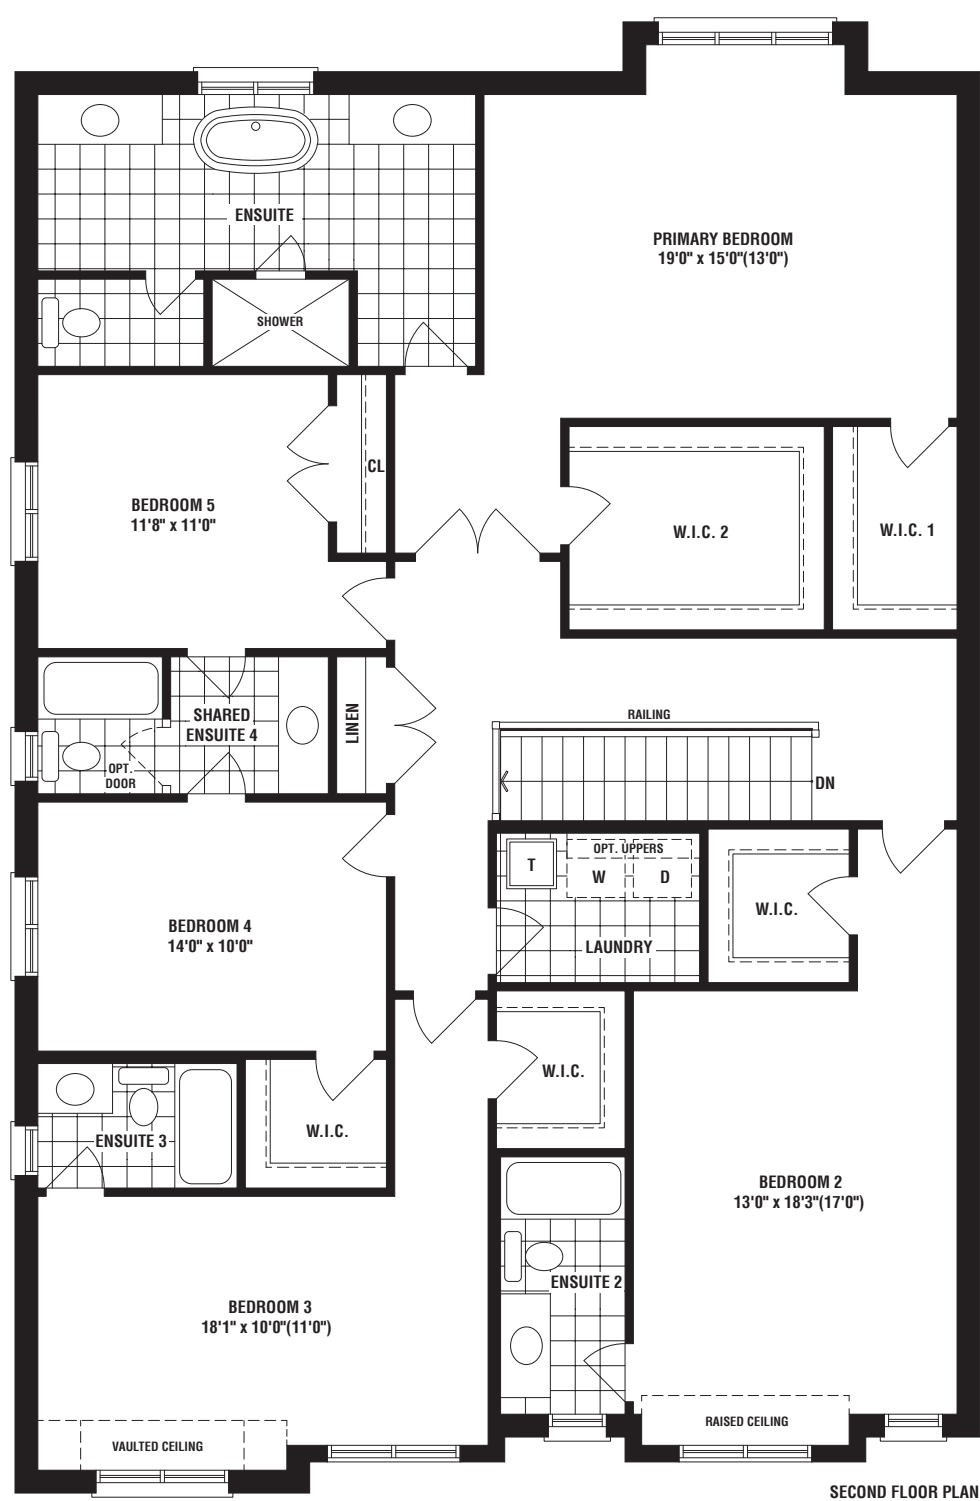 ENSUITE
PRIMARY BEDROOM
19'0" x 15'0"(13'0")
SHOWER
CL
BEDROOM 5
11'8" x 11'0"
W.I.C. 2
W.I.C. 1
SHARED
ENSUITE 4
LINEN
OPT.
DOOR
RAILING
DN
OPT. UPPERS
T
W
D
W.I.C.
BEDROOM 4
14'0" x 10'0"
LAUNDRY
W.I.C.
W.I.C.
ENSUITE 3
BEDROOM 2
13'0" x 18'3"(17'0")
ENSUITE 2
BEDROOM 3
18'1" x 10'0"(11'0")
RAISED CEILING
VAULTED CEILING
SECOND FLOOR PLAN